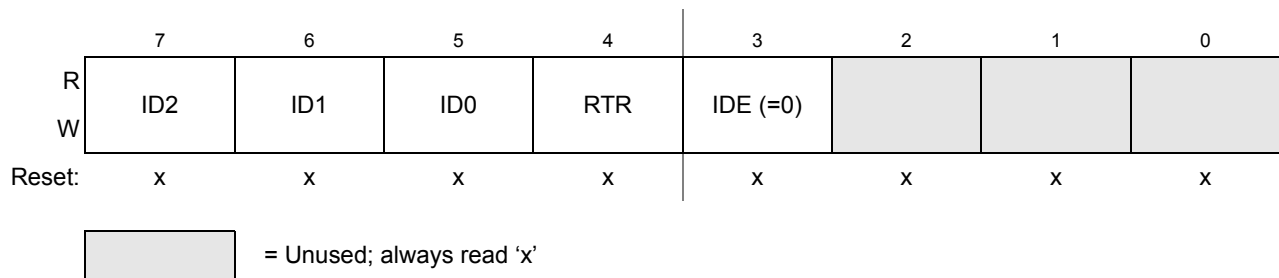 7 6 5 4 3 2 1 0
R
W
ID2 ID1 ID0 RTR IDE (=0)
Reset: x x x x x x x x
= Unused; always read ‘x’